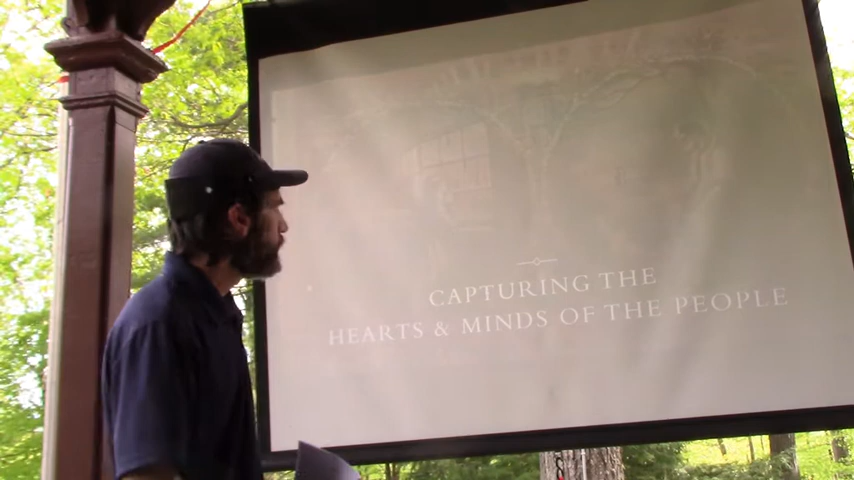 CAPTURING THE
HEARTS & MINDS OF THE PEOPLE